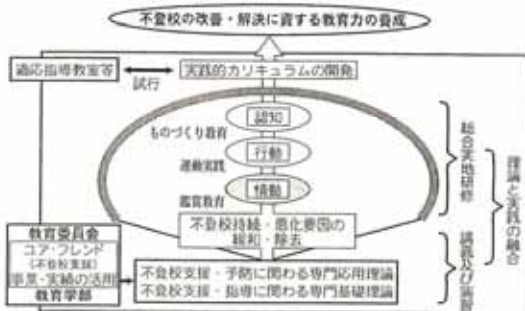 不登校の改善・解決に資する教育力の養成
適応指導教室等
試行
実践的カリキュラムの開発
認知
ものづくり教育
行動
運動実践
情動
鑑賞教育
不登校持続・悪化要因の
緩和・除去
教育委員会
ユア・フレンド
(不登校支援)
事業・実績の活用
教育学部
不登校支援・予防に関わる専門応用理論
不登校支援・指導に関わる専門基礎理論
総合実地研修
講義及び演習
理論と実践の融合